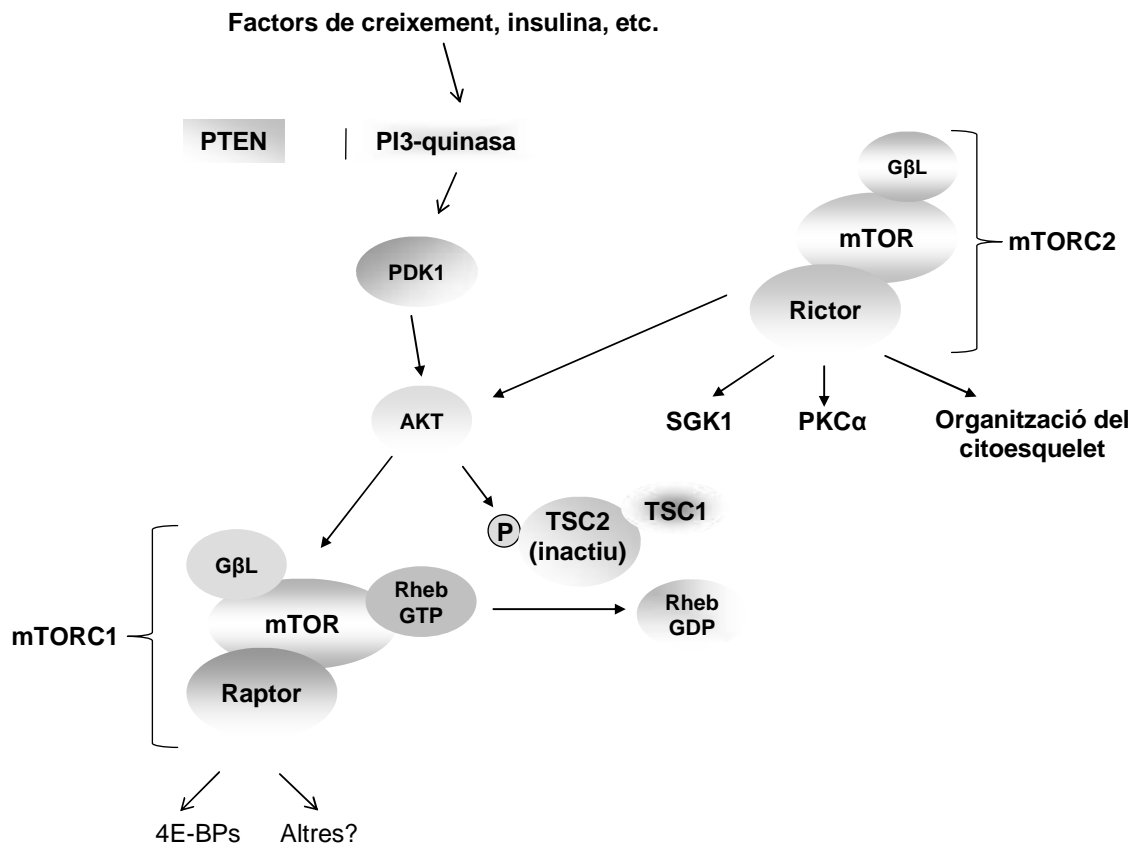 Factors de creixement, insulina, etc.
PTEN
PI3-quinasa
GβL
mTOR
mTORC2
PDK1
Rictor
AKT
SGK1
PKCα
Organització del
citoesquelet
TSC1
P
TSC2
(inactiu)
GβL
Rheb
GTP
Rheb
GDP
mTORC1
mTOR
Raptor
4E-BPs
Altres?